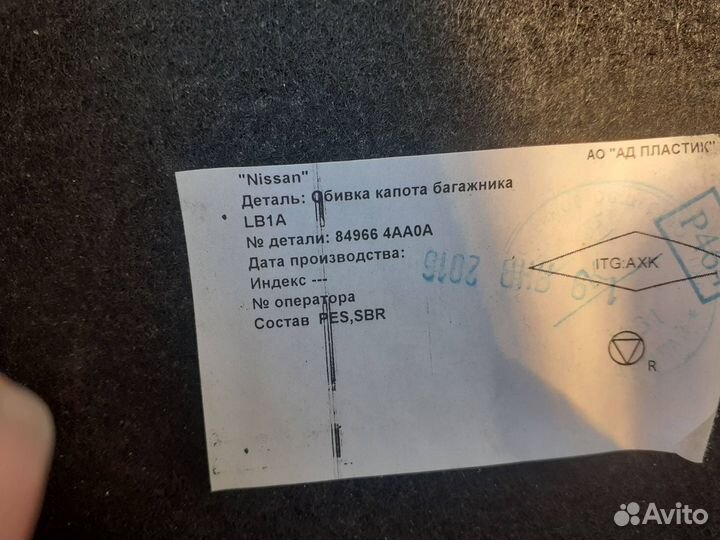 АО "АД ПЛАСТИК"
"Nissan"
Деталь: Обивка капота багажника
LB1A
№ детали: 84966 4AA0A
Дата производства:
Индекс ---
№ оператора
Состав PES,SBR
ITG:AXK
R
2016
Avito